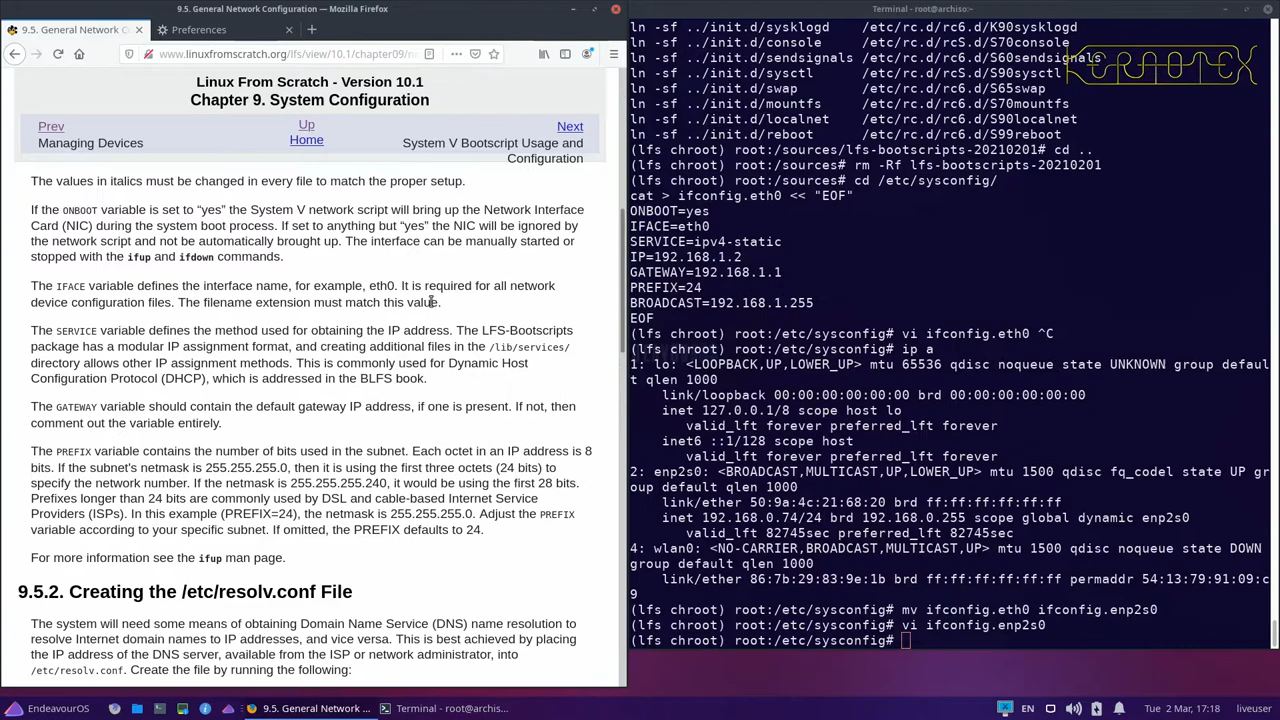 9.5. General Network Configuration — Mozilla Firefox
9.5. General Network Co
Preferences
www.linuxfromscratch.org/lfs/view/10.1/chapter09/ne
Linux From Scratch - Version 10.1
Chapter 9. System Configuration
Prev
Up
Next
Managing Devices
Home
System V Bootscript Usage and
Configuration
The values in italics must be changed in every file to match the proper setup.
If the ONBOOT variable is set to “yes” the System V network script will bring up the Network Interface
Card (NIC) during the system boot process. If set to anything but “yes” the NIC will be ignored by
the network script and not be automatically brought up. The interface can be manually started or
stopped with the ifup and ifdown commands.
The IFACE variable defines the interface name, for example, eth0. It is required for all network
device configuration files. The filename extension must match this value.
The SERVICE variable defines the method used for obtaining the IP address. The LFS-Bootscripts
package has a modular IP assignment format, and creating additional files in the /lib/services/
directory allows other IP assignment methods. This is commonly used for Dynamic Host
Configuration Protocol (DHCP), which is addressed in the BLFS book.
The GATEWAY variable should contain the default gateway IP address, if one is present. If not, then
comment out the variable entirely.
The PREFIX variable contains the number of bits used in the subnet. Each octet in an IP address is 8
bits. If the subnet's netmask is 255.255.255.0, then it is using the first three octets (24 bits) to
specify the network number. If the netmask is 255.255.255.240, it would be using the first 28 bits.
Prefixes longer than 24 bits are commonly used by DSL and cable-based Internet Service
Providers (ISPs). In this example (PREFIX=24), the netmask is 255.255.255.0. Adjust the PREFIX
variable according to your specific subnet. If omitted, the PREFIX defaults to 24.
For more information see the ifup man page.
9.5.2. Creating the /etc/resolv.conf File
The system will need some means of obtaining Domain Name Service (DNS) name resolution to
resolve Internet domain names to IP addresses, and vice versa. This is best achieved by placing
the IP address of the DNS server, available from the ISP or network administrator, into
/etc/resolv.conf. Create the file by running the following:
Terminal - root@archiso:~
ln -sf ../init.d/sysklogd   /etc/rc.d/rc6.d/K90sysklogd
ln -sf ../init.d/console    /etc/rc.d/rcS.d/S70console
ln -sf ../init.d/sendsignals /etc/rc.d/rc6.d/S60sendsignals
ln -sf ../init.d/sysctl     /etc/rc.d/rcS.d/S90sysctl
ln -sf ../init.d/swap       /etc/rc.d/rc6.d/S65swap
ln -sf ../init.d/mountfs    /etc/rc.d/rc6.d/S70mountfs
ln -sf ../init.d/localnet   /etc/rc.d/rc6.d/S90localnet
ln -sf ../init.d/reboot     /etc/rc.d/rc6.d/S99reboot
(lfs chroot) root:/sources/lfs-bootscripts-20210201# cd ..
(lfs chroot) root:/sources# rm -Rf lfs-bootscripts-20210201
(lfs chroot) root:/sources# cd /etc/sysconfig/
cat > ifconfig.eth0 << "EOF"
ONBOOT=yes
IFACE=eth0
SERVICE=ipv4-static
IP=192.168.1.2
GATEWAY=192.168.1.1
PREFIX=24
BROADCAST=192.168.1.255
EOF
(lfs chroot) root:/etc/sysconfig# vi ifconfig.eth0 ^C
(lfs chroot) root:/etc/sysconfig# ip a
1: lo: <LOOPBACK,UP,LOWER_UP> mtu 65536 qdisc noqueue state UNKNOWN group defaul
t qlen 1000
link/loopback 00:00:00:00:00:00 brd 00:00:00:00:00:00
inet 127.0.0.1/8 scope host lo
valid_lft forever preferred_lft forever
inet6 ::1/128 scope host
valid_lft forever preferred_lft forever
2: enp2s0: <BROADCAST,MULTICAST,UP,LOWER_UP> mtu 1500 qdisc fq_codel state UP gr
oup default qlen 1000
link/ether 50:9a:4c:21:68:20 brd ff:ff:ff:ff:ff:ff
inet 192.168.0.74/24 brd 192.168.0.255 scope global dynamic enp2s0
valid_lft 82745sec preferred_lft 82745sec
4: wlan0: <NO-CARRIER,BROADCAST,MULTICAST,UP> mtu 1500 qdisc noqueue state DOWN
group default qlen 1000
link/ether 86:7b:29:83:9e:1b brd ff:ff:ff:ff:ff:ff permaddr 54:13:79:91:09:c
9
(lfs chroot) root:/etc/sysconfig# mv ifconfig.eth0 ifconfig.enp2s0
(lfs chroot) root:/etc/sysconfig# vi ifconfig.enp2s0
(lfs chroot) root:/etc/sysconfig#
EndeavourOS
9.5. General Network ...
Terminal - root@archis...
EN
Tue 2 Mar, 17:18
liveuser